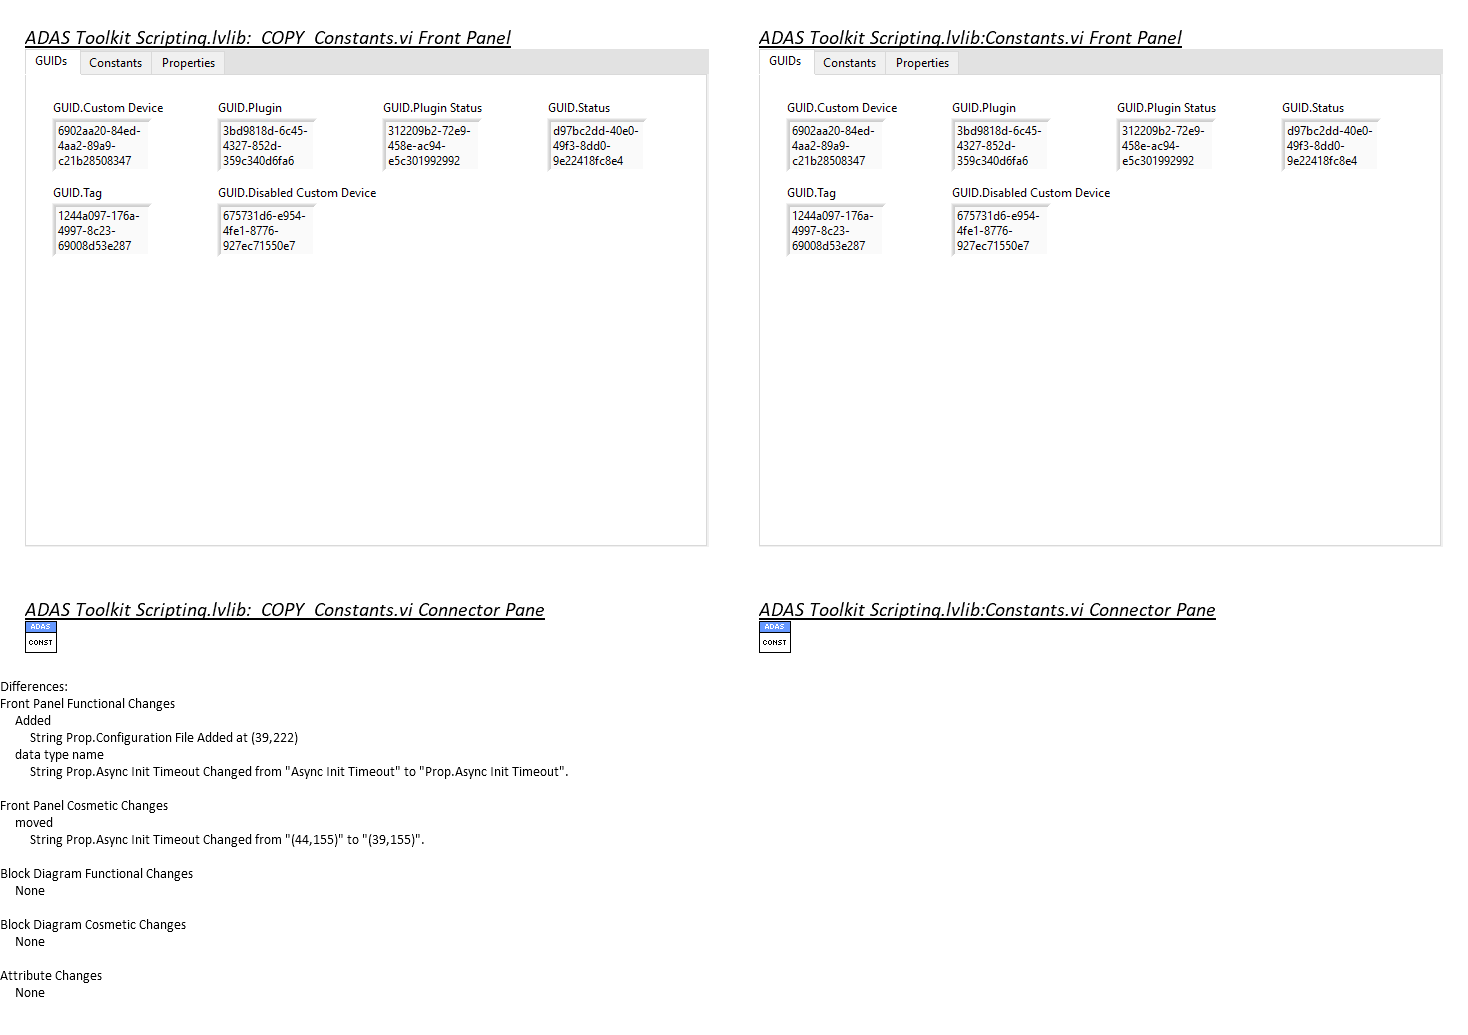 ADAS Toolkit Scripting.lvlib:_COPY_Constants.vi Front Panel
GUIDs Constants Properties
GUID.Custom Device GUID.Plugin GUID.Plugin Status GUID.Status
6902aa20-84ed- 3bd9818d-6c45- 312209b2-72e9- d97bc2dd-40e0-
4aa2-89a9- 4327-852d- 458e-ac94- 49f3-8dd0-
c21b28508347 359c340d6fa6 e5c301992992 9e22418fc8e4
GUID.Tag GUID.Disabled Custom Device
1244a097-176a- 675731d6-e954-
4997-8c23- 4fe1-8776-
69008d53e287 927ec71550e7
ADAS Toolkit Scripting.lvlib:Constants.vi Front Panel
GUIDs Constants Properties
GUID.Custom Device GUID.Plugin GUID.Plugin Status GUID.Status
6902aa20-84ed- 3bd9818d-6c45- 312209b2-72e9- d97bc2dd-40e0-
4aa2-89a9- 4327-852d- 458e-ac94- 49f3-8dd0-
c21b28508347 359c340d6fa6 e5c301992992 9e22418fc8e4
GUID.Tag GUID.Disabled Custom Device
1244a097-176a- 675731d6-e954-
4997-8c23- 4fe1-8776-
69008d53e287 927ec71550e7
ADAS Toolkit Scripting.lvlib:_COPY_Constants.vi Connector Pane
ADAS
CONST
ADAS Toolkit Scripting.lvlib:Constants.vi Connector Pane
ADAS
CONST
Differences:
Front Panel Functional Changes
Added
String Prop.Configuration File Added at (39,222)
data type name
String Prop.Async Init Timeout Changed from "Async Init Timeout" to "Prop.Async Init Timeout".
Front Panel Cosmetic Changes
moved
String Prop.Async Init Timeout Changed from "(44,155)" to "(39,155)".
Block Diagram Functional Changes
None
Block Diagram Cosmetic Changes
None
Attribute Changes
None